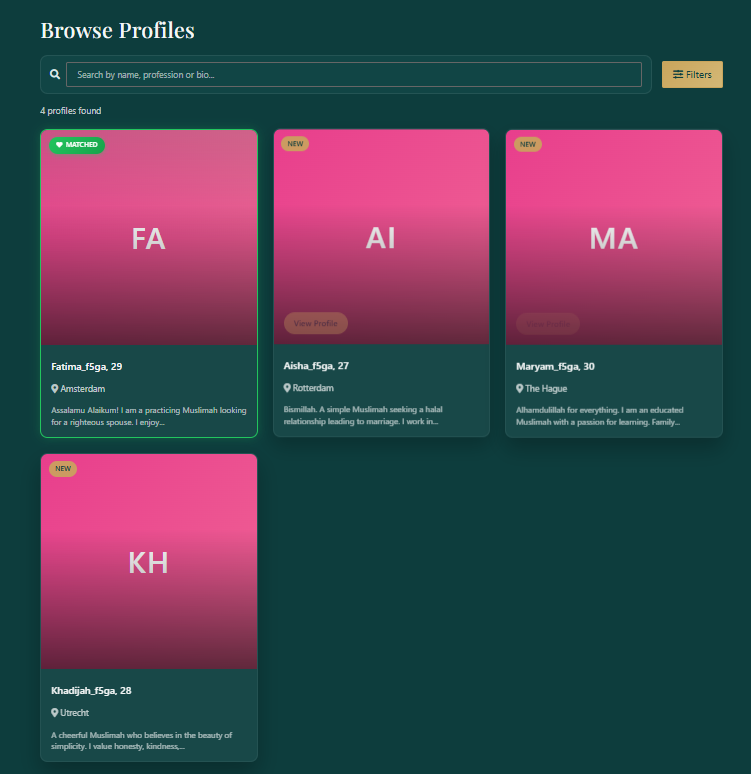 Browse Profiles
Search by name, profession or bio...
Filters
4 profiles found
MATCHED
FA
Fatima_f5ga, 29
Amsterdam
Assalamu Alaikum! I am a practicing Muslimah looking
for a righteous spouse. I enjoy...
NEW
AI
View Profile
Aisha_f5ga, 27
Rotterdam
Bismillah. A simple Muslimah seeking a halal
relationship leading to marriage. I work in...
NEW
MA
View Profile
Maryam_f5ga, 30
The Hague
Alhamdulillah for everything. I am an educated
Muslimah with a passion for learning. Family...
NEW
KH
Khadijah_f5ga, 28
Utrecht
A cheerful Muslimah who believes in the beauty of
simplicity. I value honesty, kindness,...